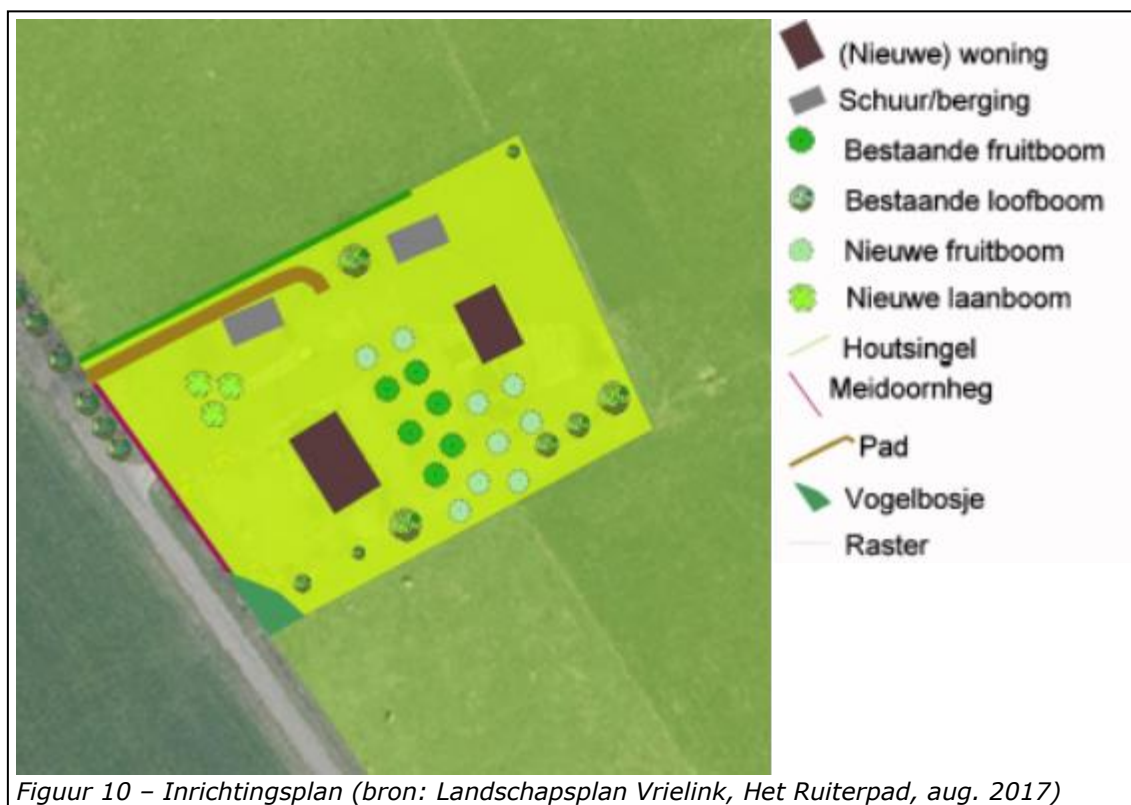 (Nieuwe) woning
Schuur/berging
Bestaande fruitboom
Bestaande loofboom
Nieuwe fruitboom
Nieuwe laanboom
Houtsingel
Meidoornheg
Pad
Vogelbosje
Raster
Figuur 10 – Inrichtingsplan (bron: Landschapsplan Vrielink, Het Ruiterpad, aug. 2017)